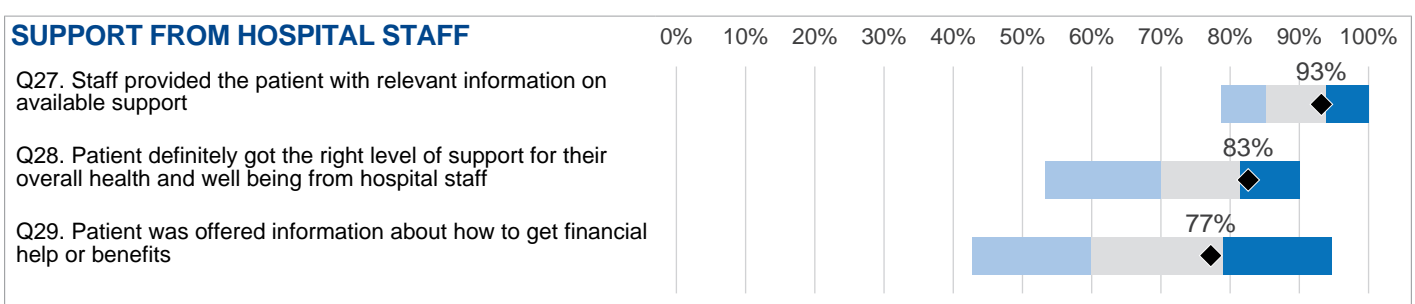 SUPPORT FROM HOSPITAL STAFF 0% 10% 20% 30% 40% 50% 60% 70% 80% 90% 100%
Q27. Staff provided the patient with relevant information on
available support
93%
Q28. Patient definitely got the right level of support for their
overall health and well being from hospital staff
83%
Q29. Patient was offered information about how to get financial
help or benefits
77%